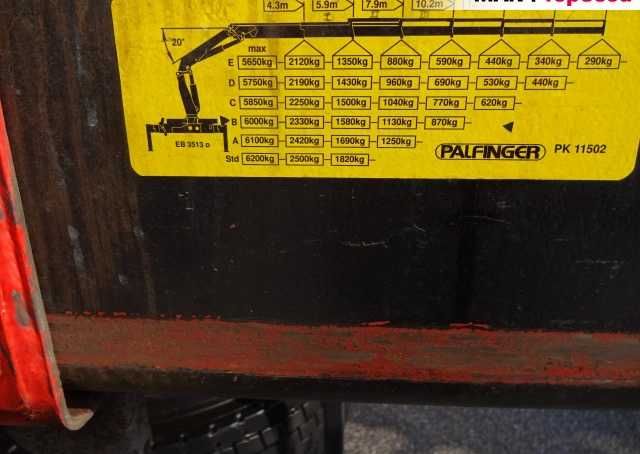 4.3m 5.9m 7.9m 10.2m
20°
max
E 5650kg 2120kg 1350kg 880kg 590kg 440kg 340kg 290kg
D 5750kg 2190kg 1430kg 960kg 690kg 530kg 440kg
C 5850kg 2250kg 1500kg 1040kg 770kg 620kg
B 6000kg 2330kg 1580kg 1130kg 870kg
A 6100kg 2420kg 1690kg 1250kg
EB 3513 D
PALFINGER PK 11502
Std 6200kg 2500kg 1820kg